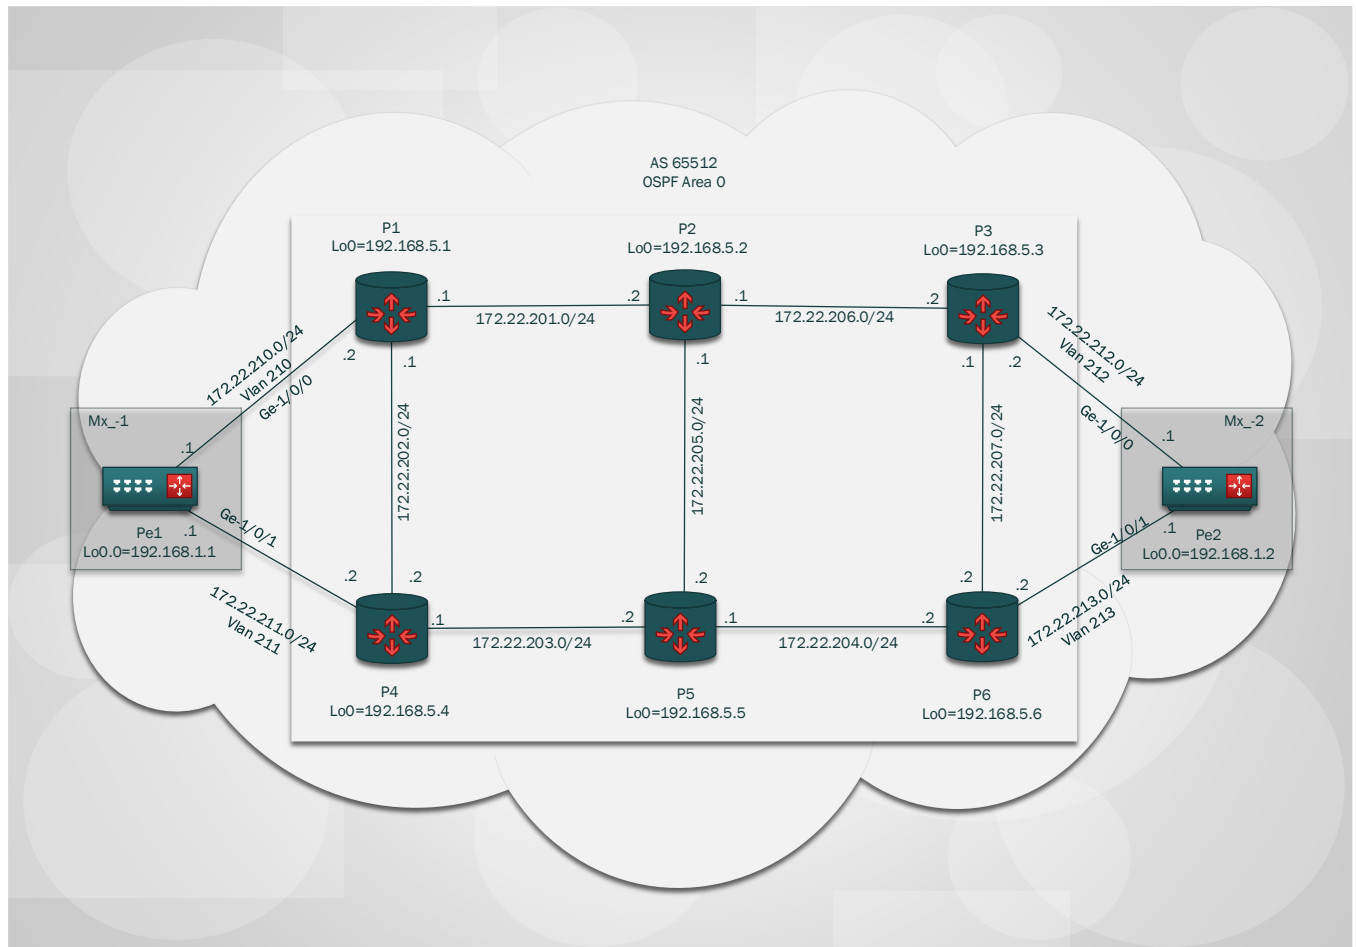 AS 65512
OSPF Area 0
P1
Lo0=192.168.5.1
P2
Lo0=192.168.5.2
P3
Lo0=192.168.5.3
.1
172.22.201.0/24
.2
.1
172.22.206.0/24
.2
172.22.210.0/24
Vlan 210
Ge-1/0/0
.2
.1
.1
.1
.2
172.22.212.0/24
Vlan 212
Ge-1/0/0
Mx_-1
.1
172.22.202.0/24
172.22.205.0/24
172.22.207.0/24
Mx_-2
.1
Pe1
.1
Lo0.0=192.168.1.1
Ge-1/0/1
Ge-1/0/1
.1
Pe2
Lo0.0=192.168.1.2
.2
.2
.2
.2
.2
172.22.211.0/24
Vlan 211
.1
172.22.203.0/24
.2
.1
172.22.204.0/24
.2
172.22.213.0/24
Vlan 213
P4
Lo0=192.168.5.4
P5
Lo0=192.168.5.5
P6
Lo0=192.168.5.6